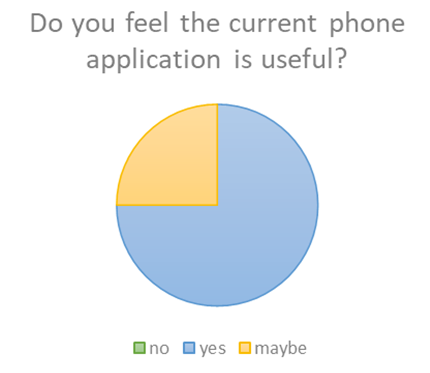 Do you feel the current phone
application is useful?
no yes maybe